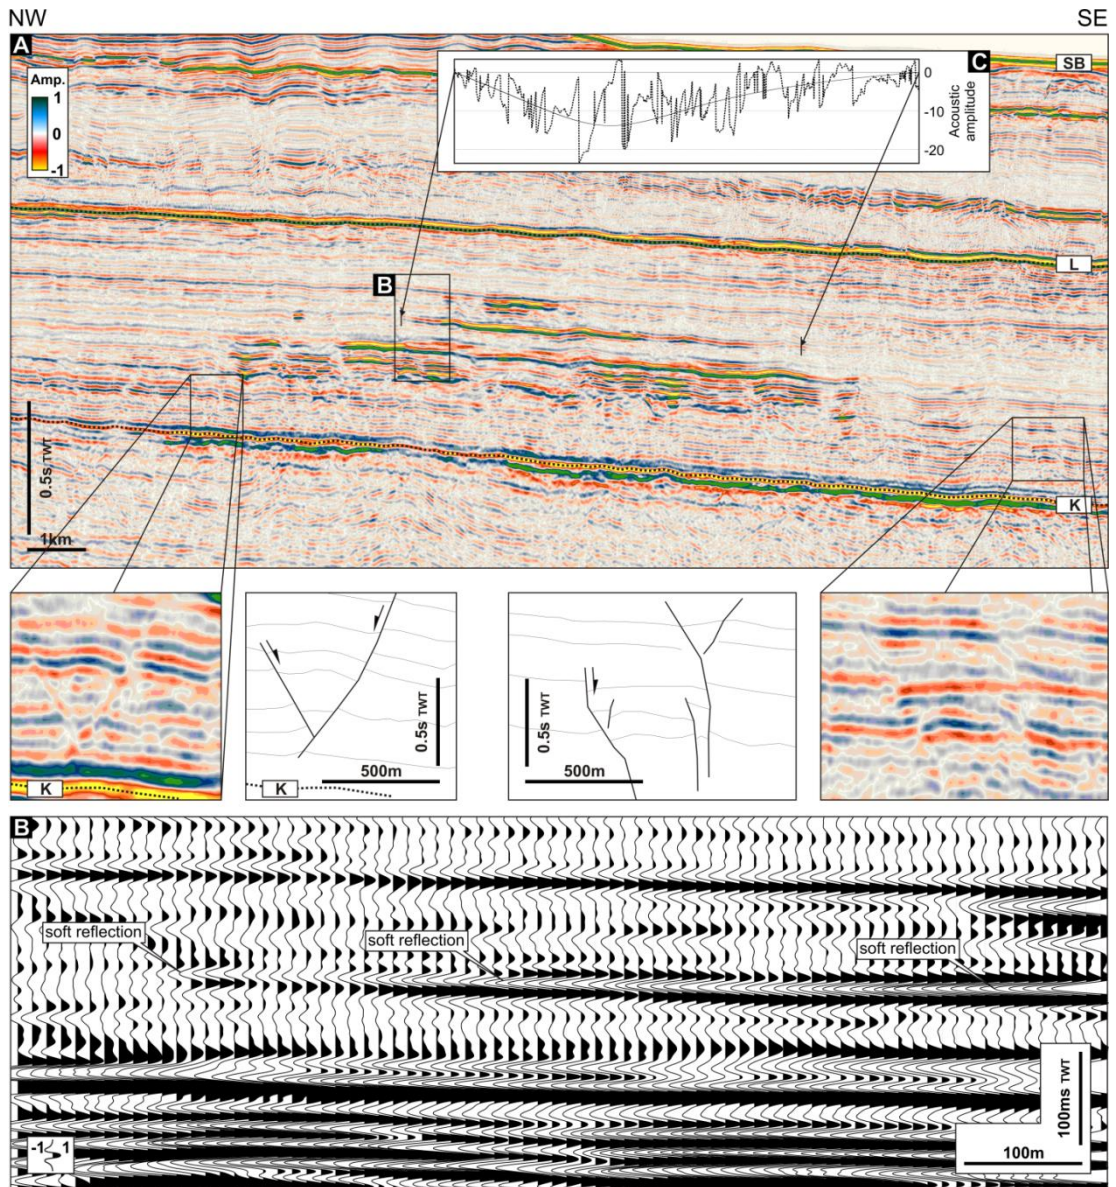 NW
SE
A
C
SB
Amp.
1
0
-1
0
-10
-20
Acoustic
amplitude
L
B
0.5s TWT
1km
K
0.5s TWT
500m
0.5s TWT
500m
K
K
B
soft reflection
soft reflection
soft reflection
100ms TWT
-1 1
100m